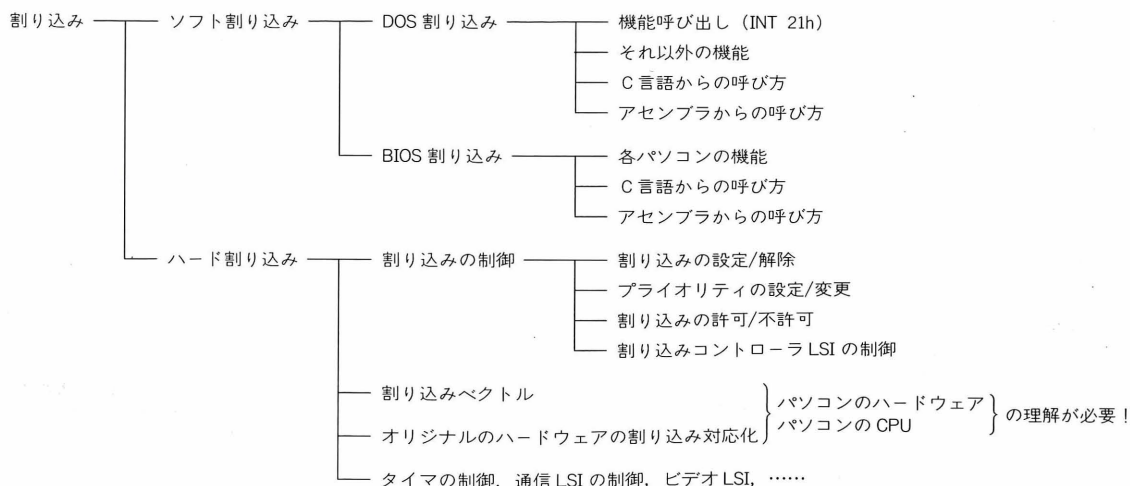 割り込み ソフト割り込み DOS 割り込み 機能呼び出し (INT 21h)
それ以外の機能
C 言語からの呼び方
アセンブラからの呼び方
BIOS 割り込み 各パソコンの機能
C 言語からの呼び方
アセンブラからの呼び方
ハード割り込み 割り込みの制御 割り込みの設定/解除
プライオリティの設定/変更
割り込みの許可/不許可
割り込みコントローラ LSI の制御
割り込みベクトル
オリジナルのハードウェアの割り込み対応化
パソコンのハードウェア
パソコンの CPU
の理解が必要!
タイマの制御, 通信 LSI の制御, ビデオ LSI, ……